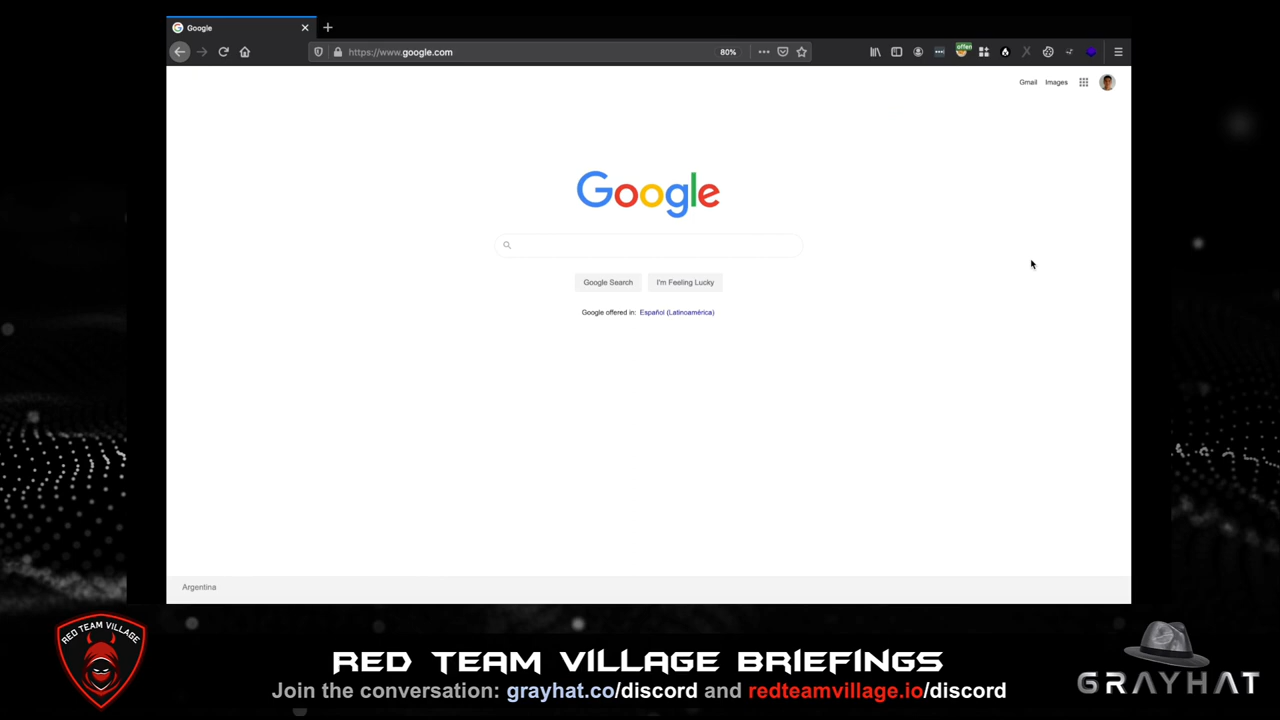 Google
https://www.google.com
80%
offen
Gmail
Images
Google
Google Search
I'm Feeling Lucky
Google offered in: Español (Latinoamérica)
Argentina
RED TEAM VILLAGE
RED TEAM VILLAGE BRIEFINGS
Join the conversation: grayhat.co/discord and redteamvillage.io/discord
GRAYHAT